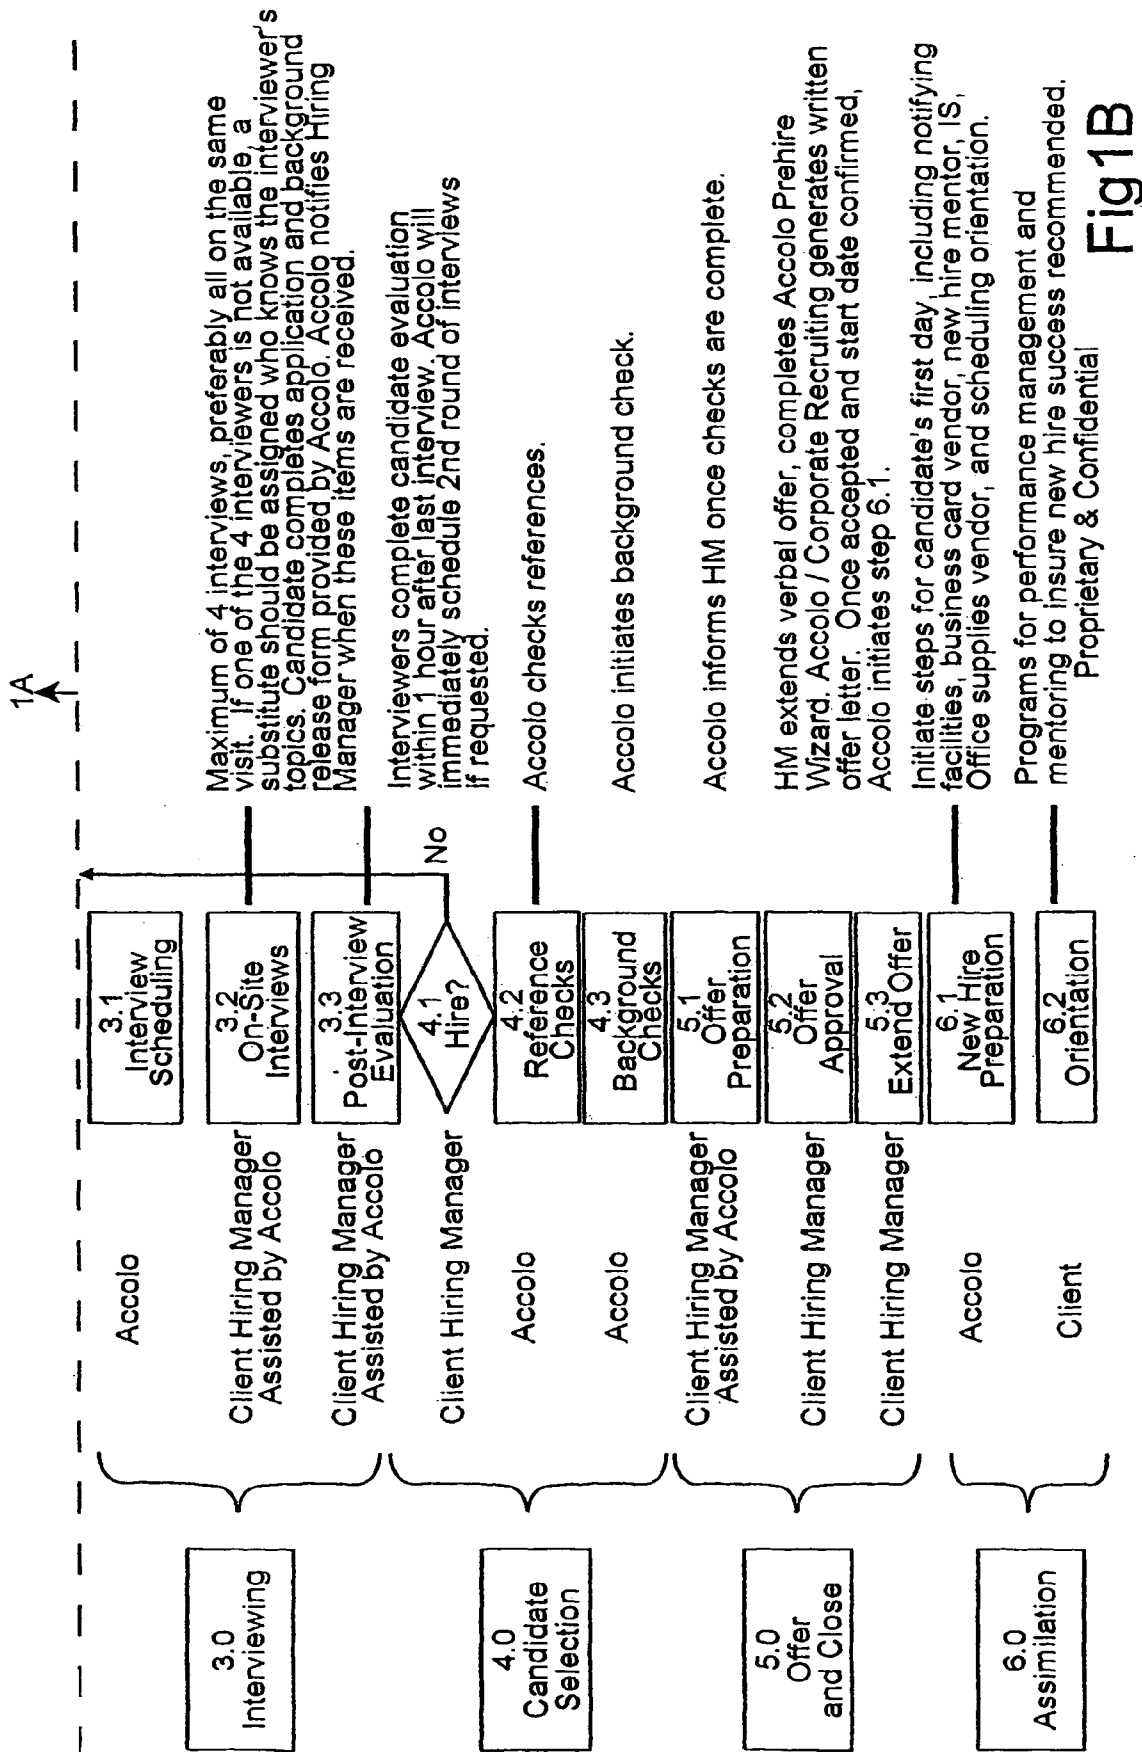 1A
3.0
Interviewing
4.0
Candidate
Selection
5.0
Offer
and Close
6.0
Assimilation
Accolo
Client Hiring Manager
Assisted by Accolo
Client Hiring Manager
Assisted by Accolo
Client Hiring Manager
Accolo
Accolo
Client Hiring Manager
Assisted by Accolo
Client Hiring Manager
Client Hiring Manager
Accolo
Client
3.1
Interview
Scheduling
3.2
On-Site
Interviews
3.3
Post-Interview
Evaluation
4.1
Hire?
No
4.2
Reference
Checks
4.3
Background
Checks
5.1
Offer
Preparation
5.2
Offer
Approval
5.3
Extend Offer
6.1
New Hire
Preparation
6.2
Orientation
Maximum of 4 interviews, preferably all on the same
visit. If one of the 4 interviewers is not available, a
substitute should be assigned who knows the interviewer's
topics. Candidate completes application and background
release form provided by Accolo. Accolo notifies Hiring
Manager when these items are received.
Interviewers complete candidate evaluation
within 1 hour after last interview. Accolo will
immediately schedule 2nd round of interviews
if requested.
Accolo checks references.
Accolo initiates background check.
Accolo informs HM once checks are complete.
HM extends verbal offer, completes Accolo Prehire
Wizard. Accolo / Corporate Recruiting generates written
offer letter. Once accepted and start date confirmed,
Accolo initiates step 6.1.
Initiate steps for candidate's first day, including notifying
facilities, business card vendor, new hire mentor, IS,
Office supplies vendor, and scheduling orientation.
Programs for performance management and
mentoring to insure new hire success recommended.
Proprietary & Confidential
Fig1B